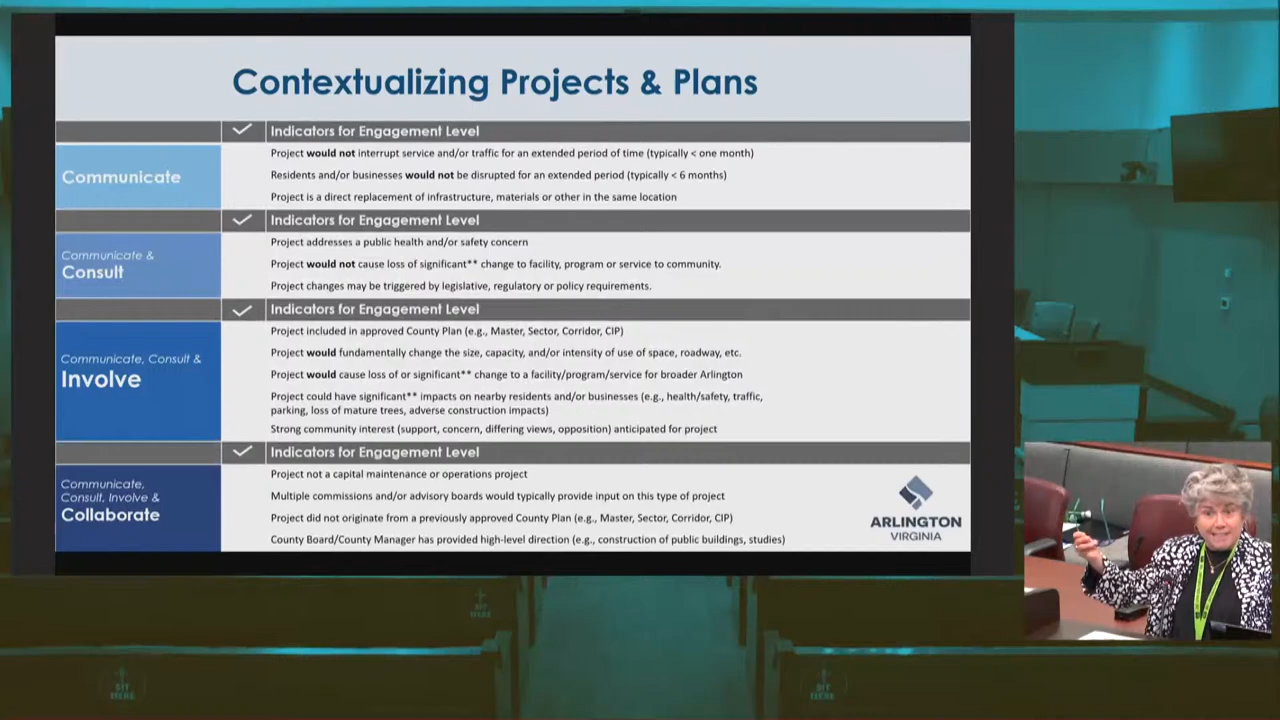 Contextualizing Projects & Plans
Indicators for Engagement Level
Communicate
Project would not interrupt service and/or traffic for an extended period of time (typically < one month)
Residents and/or businesses would not be disrupted for an extended period (typically < 6 months)
Project is a direct replacement of infrastructure, materials or other in the same location
Indicators for Engagement Level
Communicate &
Consult
Project addresses a public health and/or safety concern
Project would not cause loss of significant** change to facility, program or service to community.
Project changes may be triggered by legislative, regulatory or policy requirements.
Indicators for Engagement Level
Communicate, Consult &
Involve
Project included in approved County Plan (e.g., Master, Sector, Corridor, CIP)
Project would fundamentally change the size, capacity, and/or intensity of use of space, roadway, etc.
Project would cause loss of or significant** change to a facility/program/service for broader Arlington
Project could have significant** impacts on nearby residents and/or businesses (e.g., health/safety, traffic,
parking, loss of mature trees, adverse construction impacts)
Strong community interest (support, concern, differing views, opposition) anticipated for project
Indicators for Engagement Level
Communicate,
Consult, Involve &
Collaborate
Project not a capital maintenance or operations project
Multiple commissions and/or advisory boards would typically provide input on this type of project
Project did not originate from a previously approved County Plan (e.g., Master, Sector, Corridor, CIP)
County Board/County Manager has provided high-level direction (e.g., construction of public buildings, studies)
ARLINGTON
VIRGINIA
SIT
HERE
SIT
HERE
SIT
HERE